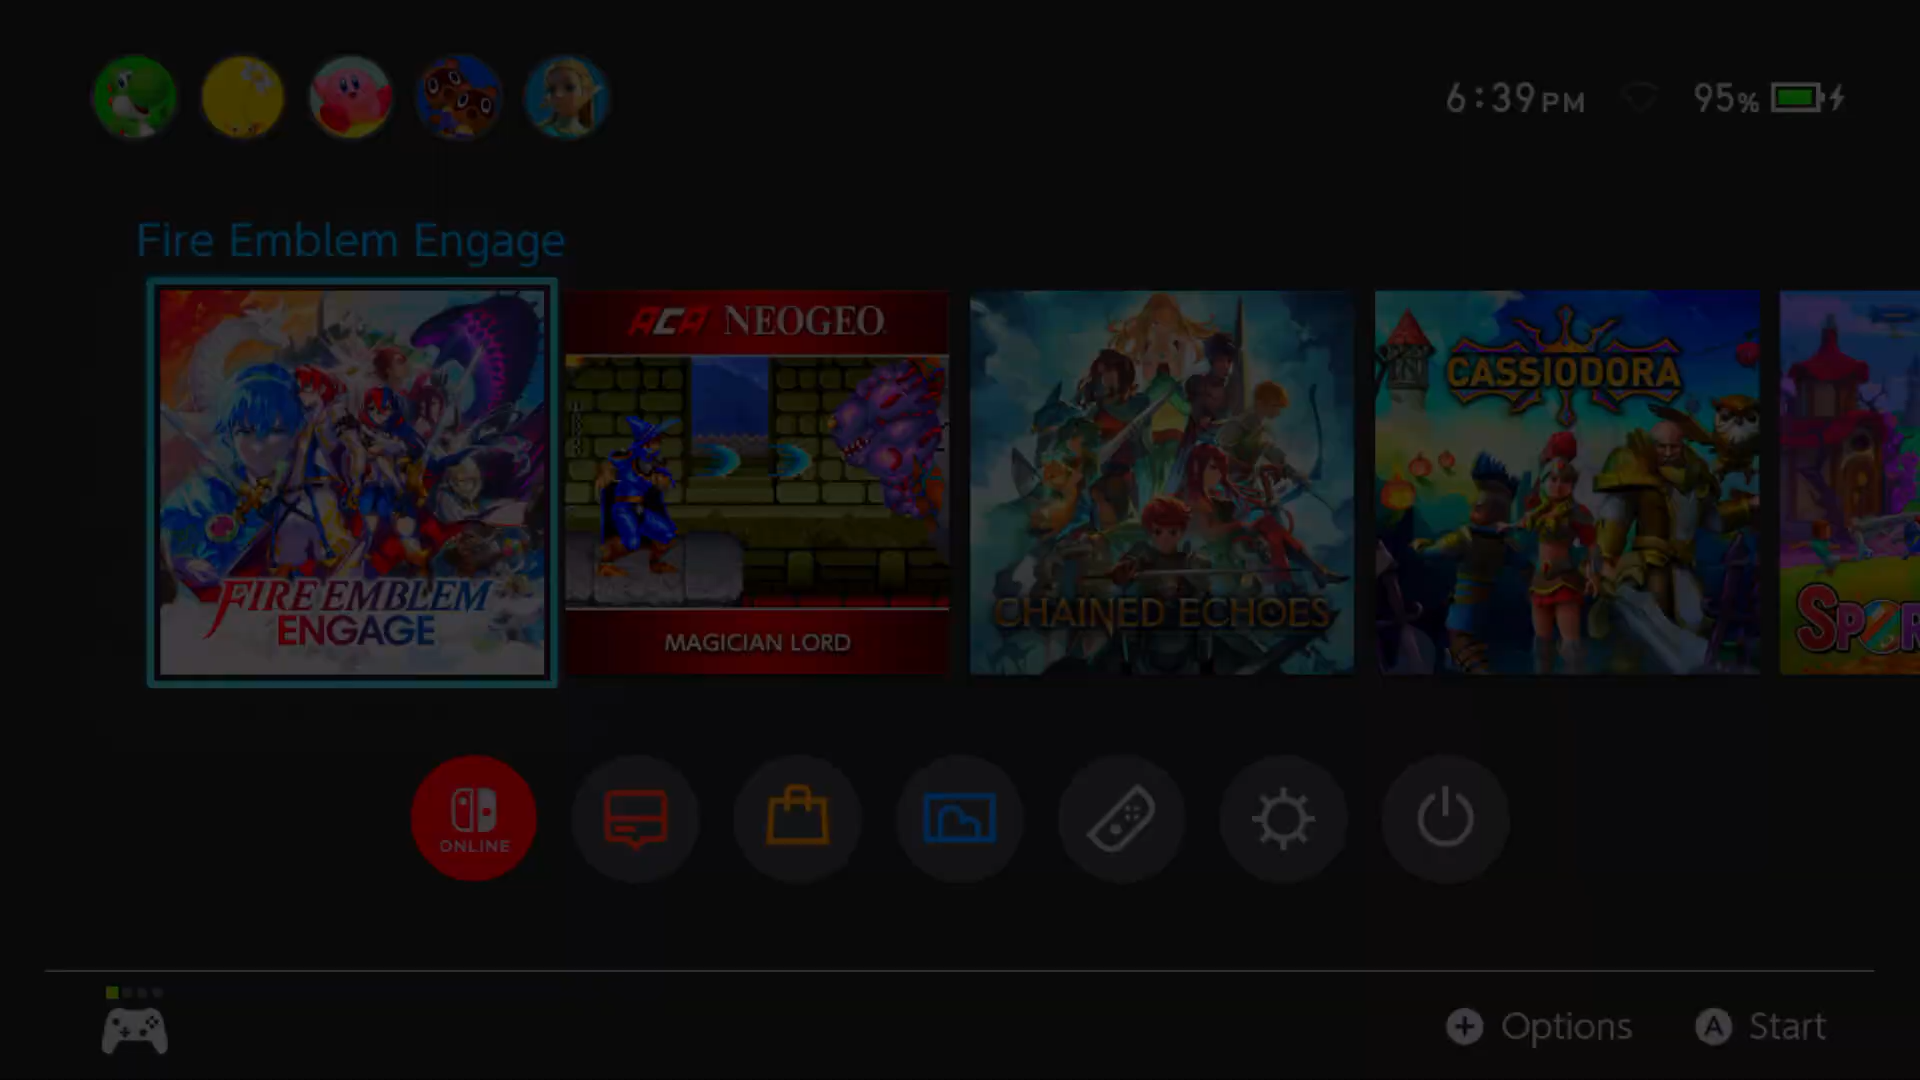 6:39 PM 95%
Fire Emblem Engage
FIRE EMBLEM
ENGAGE
ACA NEOGEO
MAGICIAN LORD
CHAINED ECHOES
CASSIODORA
ONLINE
Options
A Start